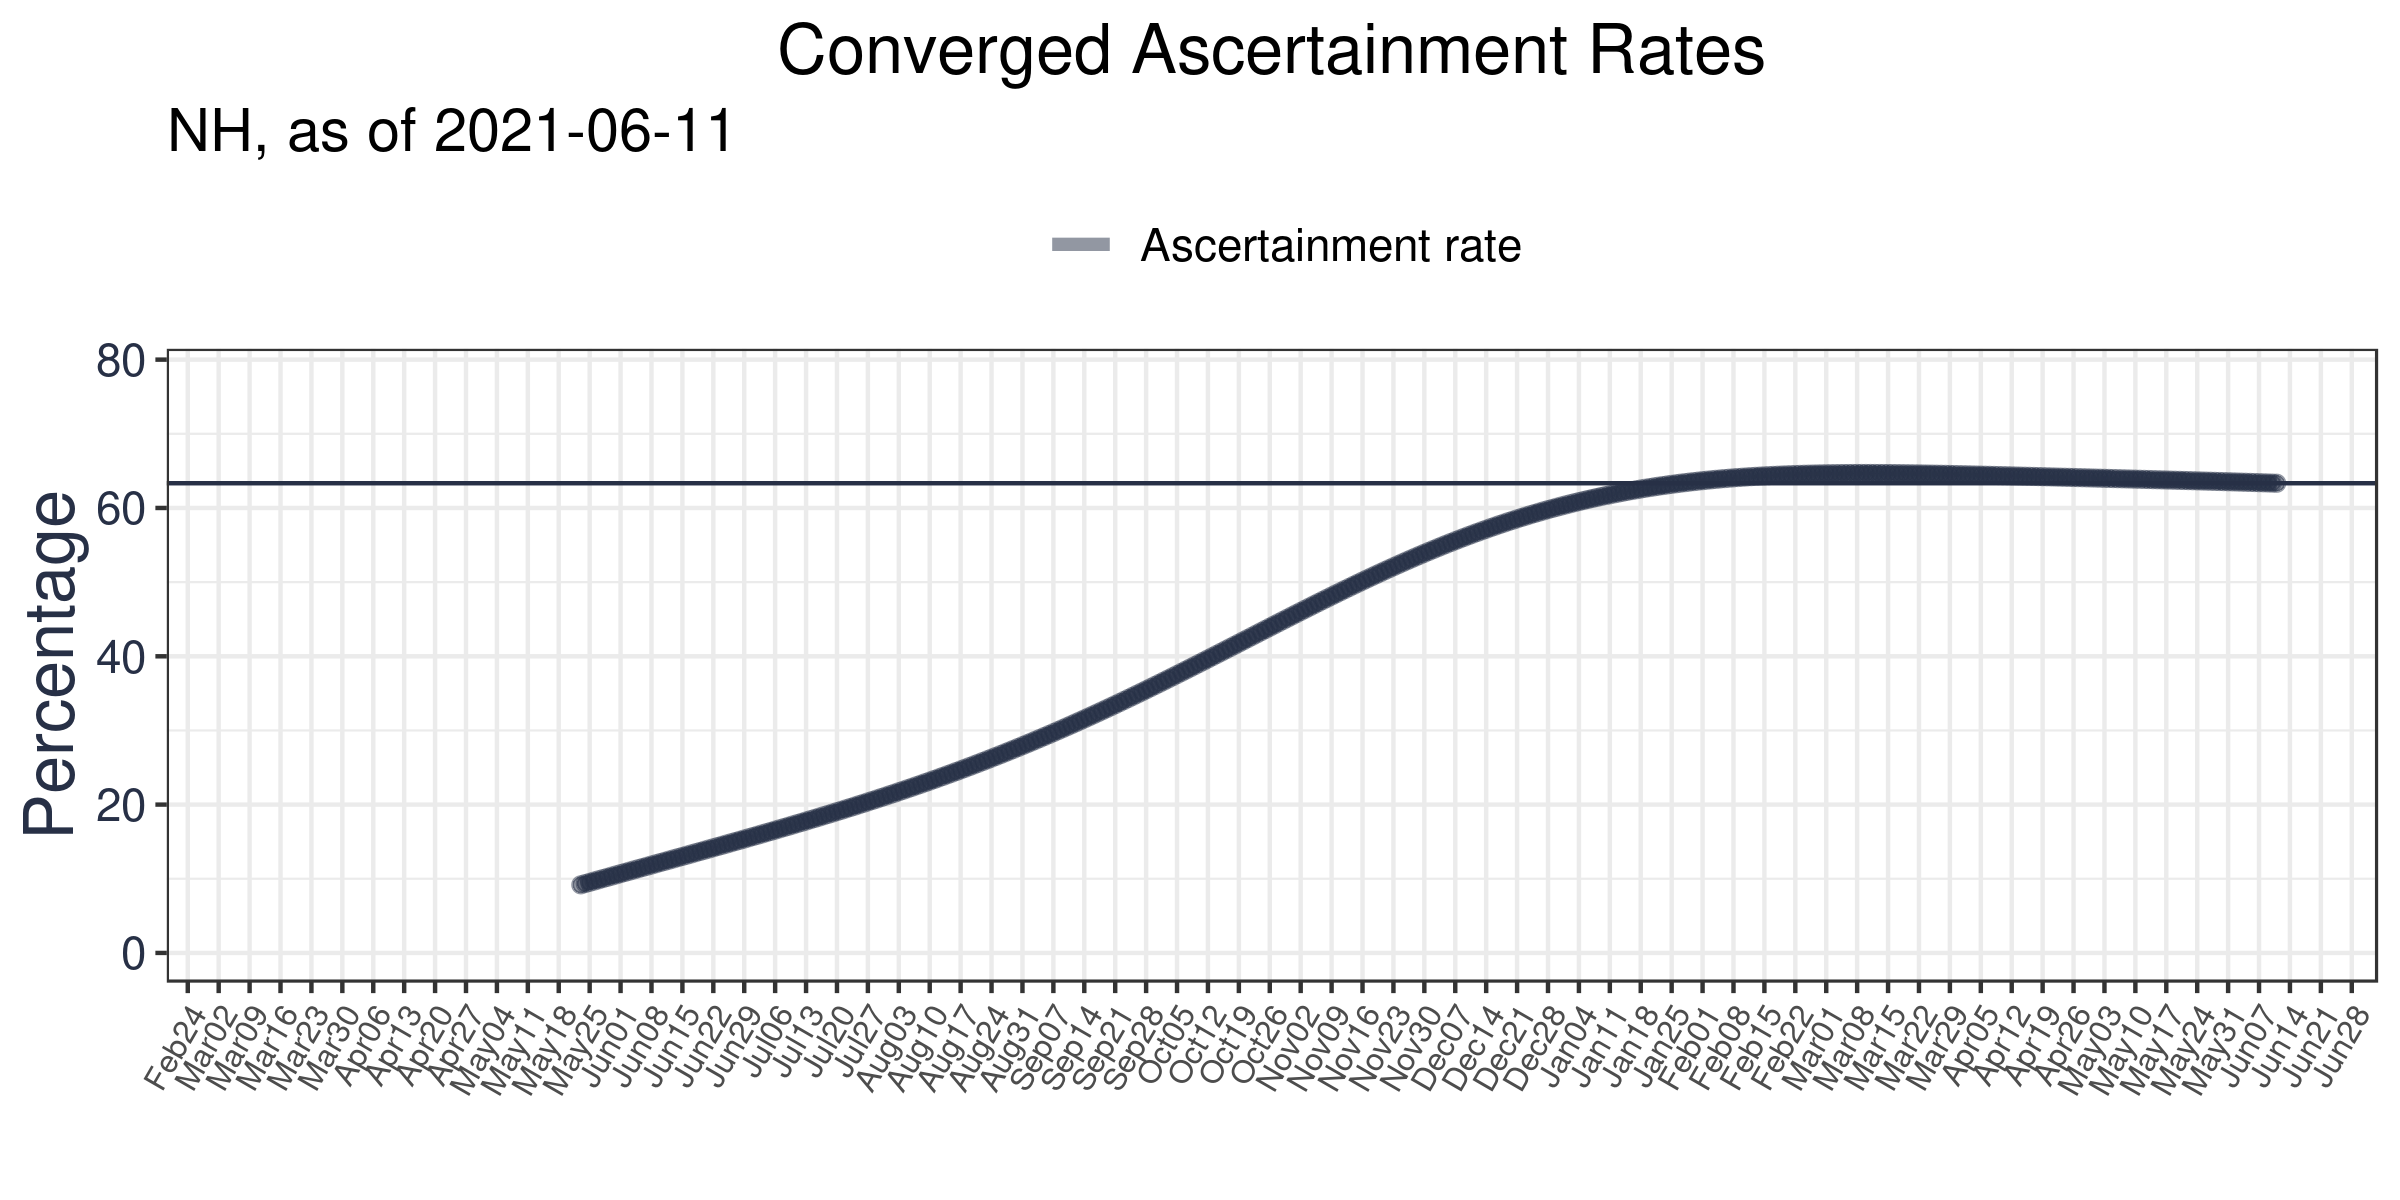 Converged Ascertainment Rates
NH, as of 2021-06-11
Ascertainment rate
Percentage
80
60
40
20
0
Feb24 Mar02 Mar09 Mar16 Mar23 Mar30 Apr06 Apr13 Apr20 Apr27 May04 May11 May18 May25 Jun01 Jun08 Jun15 Jun22 Jun29 Jul06 Jul13 Jul20 Jul27 Aug03 Aug10 Aug17 Aug24 Aug31 Sep07 Sep14 Sep21 Sep28 Oct05 Oct12 Oct19 Oct26 Nov02 Nov09 Nov16 Nov23 Nov30 Dec07 Dec14 Dec21 Dec28 Jan04 Jan11 Jan18 Jan25 Feb01 Feb08 Feb15 Feb22 Mar01 Mar08 Mar15 Mar22 Mar29 Apr05 Apr12 Apr19 Apr26 May03 May10 May17 May24 May31 Jun07 Jun14 Jun21 Jun28